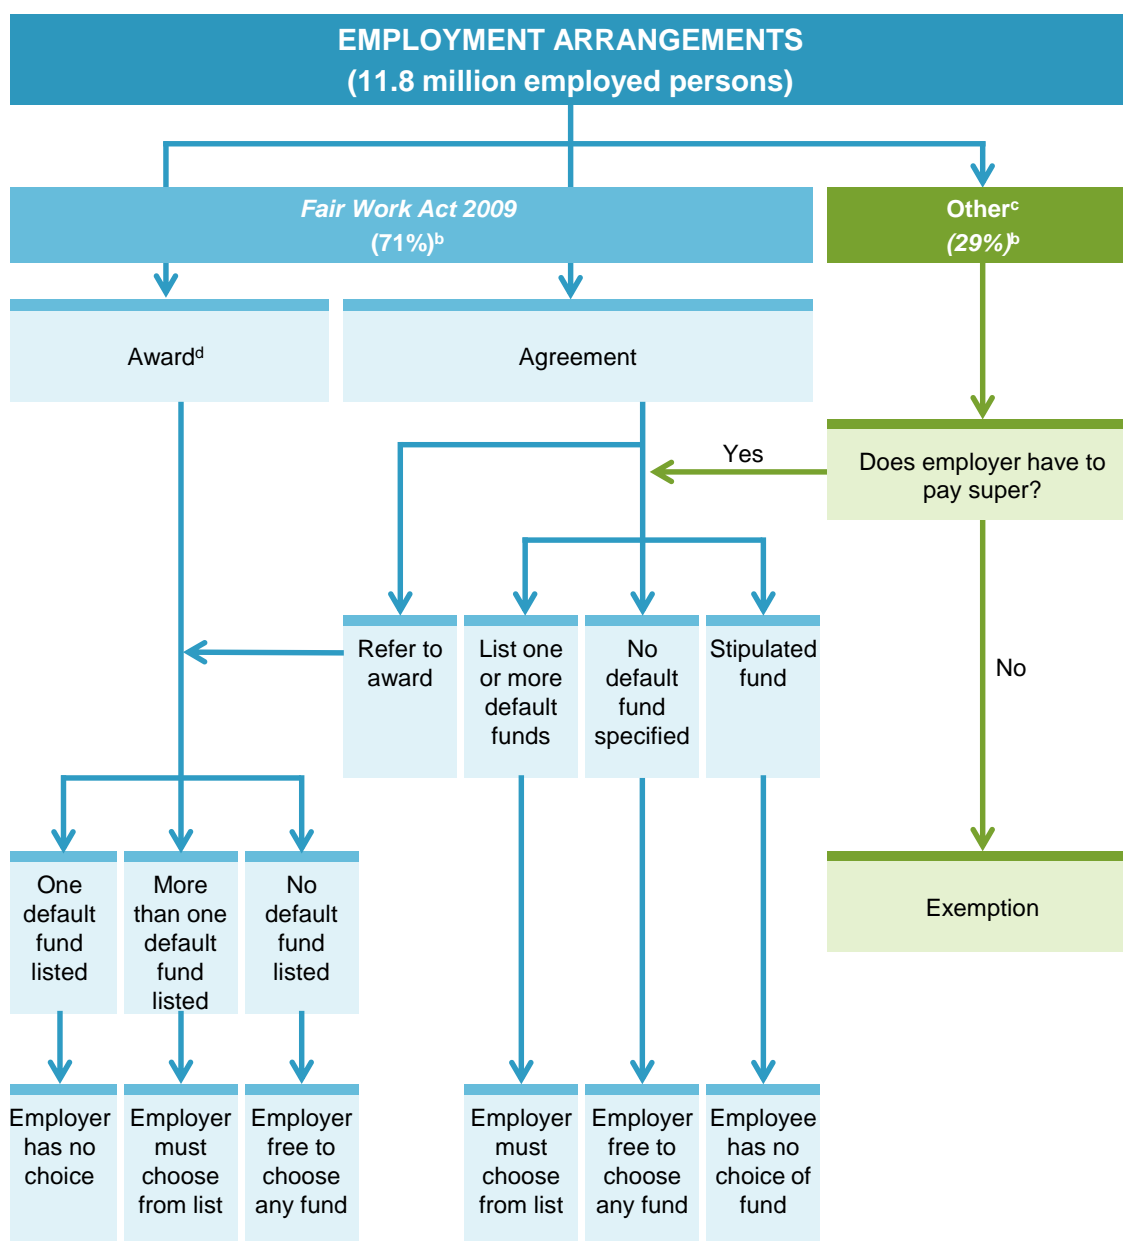 EMPLOYMENT ARRANGEMENTS
(11.8 million employed persons)
Fair Work Act 2009
(71%)ᵇ
Otherᶜ
(29%)ᵇ
Awardᵈ
Agreement
Yes
Does employer have to
pay super?
Refer to
award
List one
or more
default
funds
No
default
fund
specified
Stipulated
fund
No
One
default
fund
listed
More
than one
default
fund
listed
No
default
fund
listed
Exemption
Employer
has no
choice
Employer
must
choose
from list
Employer
free to
choose
any fund
Employer
must
choose
from list
Employer
free to
choose
any fund
Employee
has no
choice of
fund